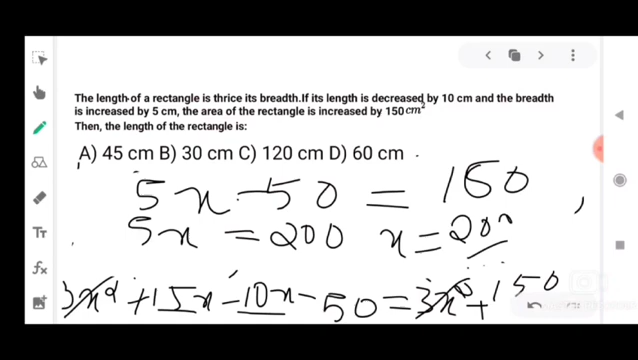 The length of a rectangle is thrice its breadth.If its length is decreased by 10 cm and the breadth
is increased by 5 cm, the area of the rectangle is increased by 150 cm²
Then, the length of the rectangle is:
A) 45 cm B) 30 cm C) 120 cm D) 60 cm
5x - 50 = 150
5x = 200 x = 200
3x² + 15x - 10x - 50 = 3x² + 150